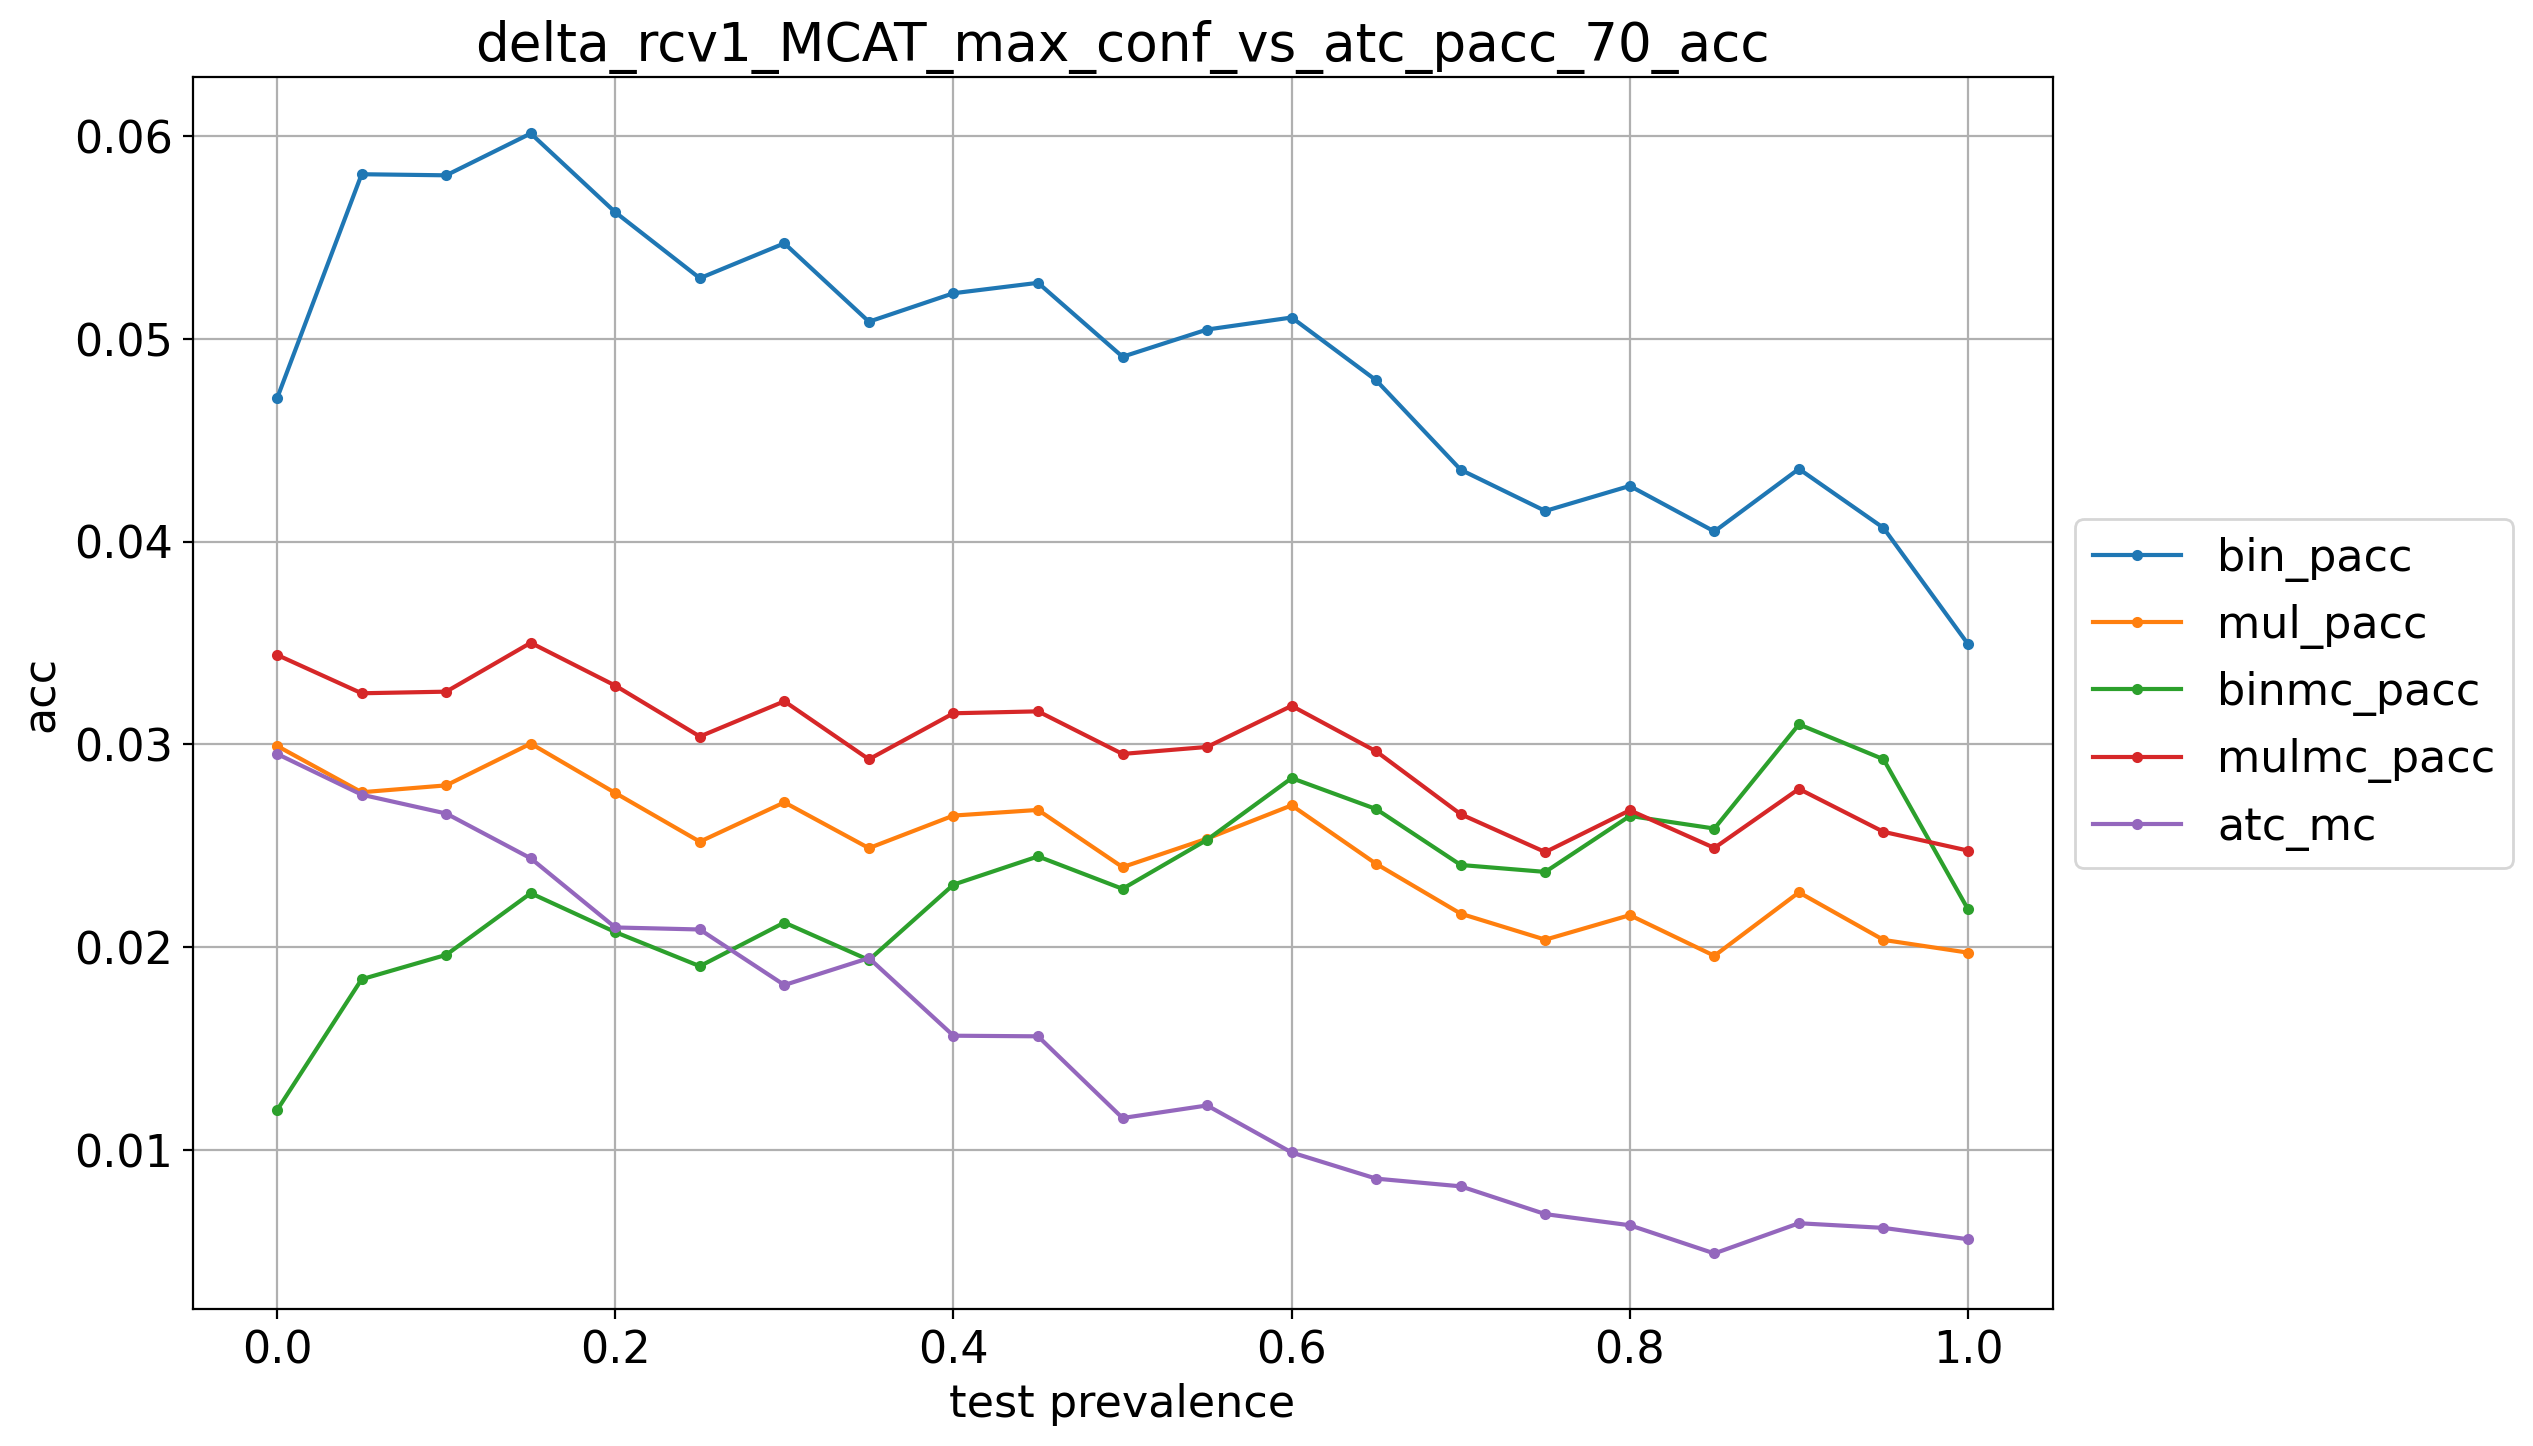 delta_rcv1_MCAT_max_conf_vs_atc_pacc_70_acc
0.06
0.05
0.04
0.03
0.02
0.01
acc
0.0 0.2 0.4 0.6 0.8 1.0
test prevalence
bin_pacc
mul_pacc
binmc_pacc
mulmc_pacc
atc_mc